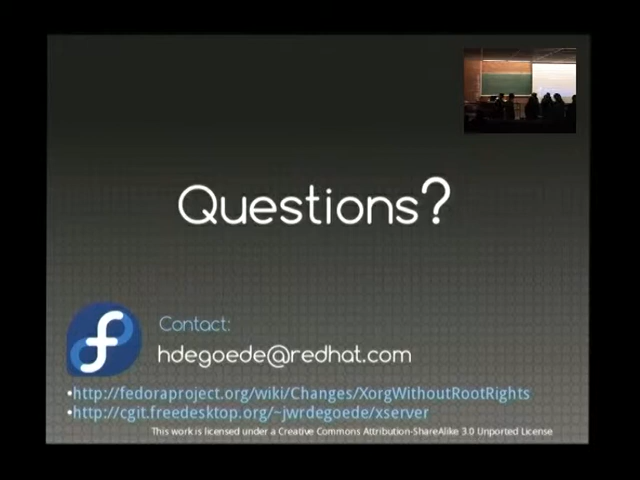 Questions?
Contact:
hdegoede@redhat.com
•http://fedoraproject.org/wiki/Changes/XorgWithoutRootRights
•http://cgit.freedesktop.org/~jwrdegoede/xserver
This work is licensed under a Creative Commons Attribution-ShareAlike 3.0 Unported License